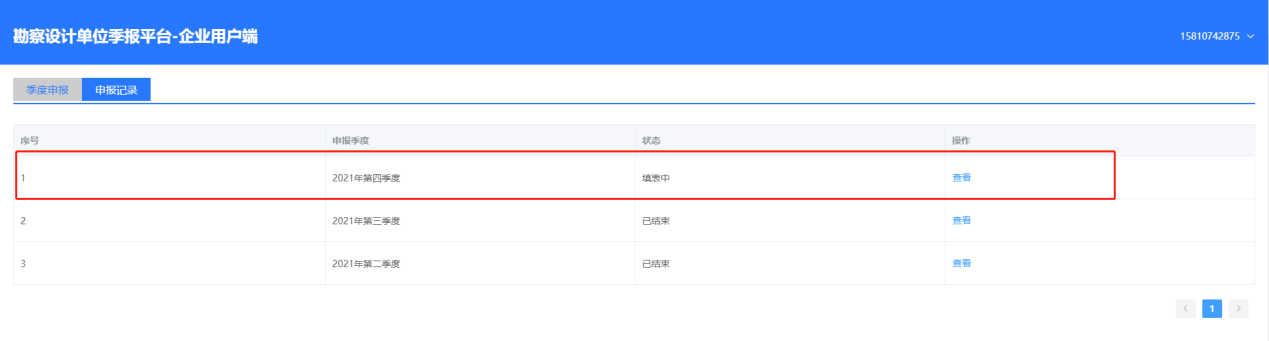 勘察设计单位季报平台-企业用户端
15810742875
季度申报 申报记录
序号 申报季度 状态 操作
1 2021年第四季度 填表中 查看
2 2021年第三季度 已结束 查看
3 2021年第二季度 已结束 查看
< 1 >